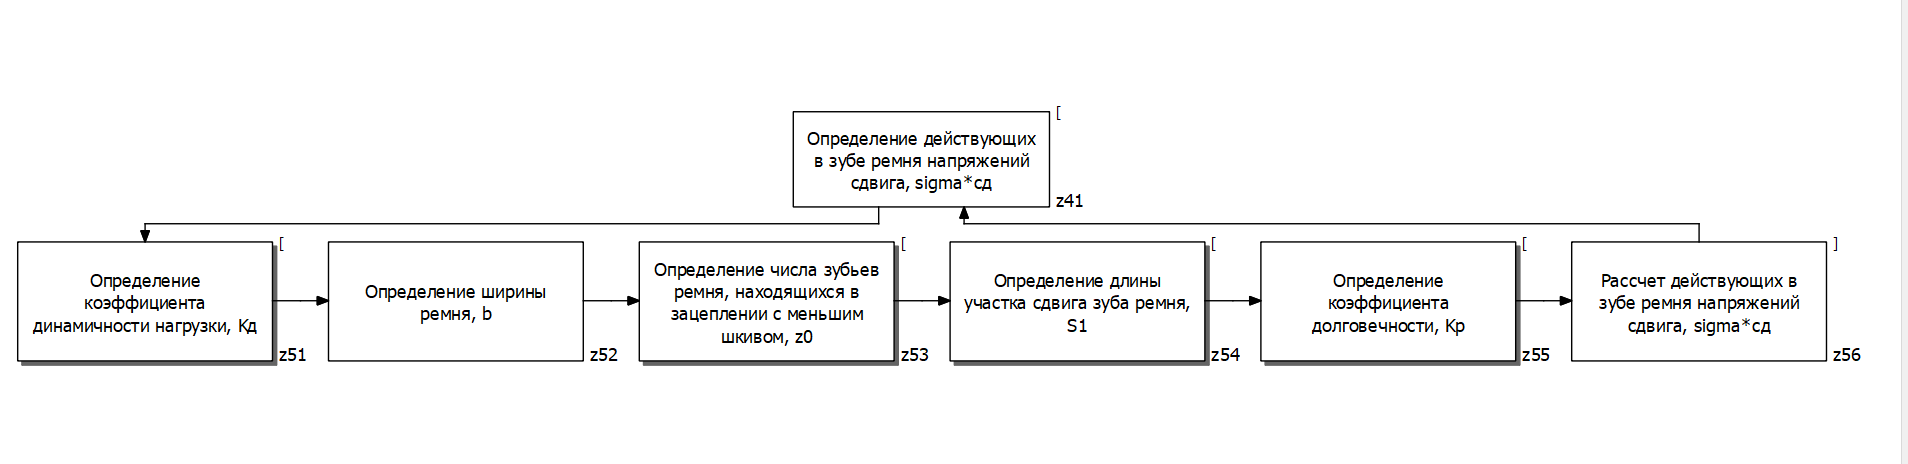 [
Определение действующих
в зубе ремня напряжений
сдвига, sigma*сд
z41
[
Определение
коэффициента
динамичности нагрузки, Кд
z51
Определение ширины
ремня, b
z52
[
Определение числа зубьев
ремня, находящихся в
зацеплении с меньшим
шкивом, z0
z53
[
Определение длины
участка сдвига зуба ремня,
S1
z54
[
Определение
коэффициента
долговечности, Кр
z55
]
Рассчет действующих в
зубе ремня напряжений
сдвига, sigma*сд
z56